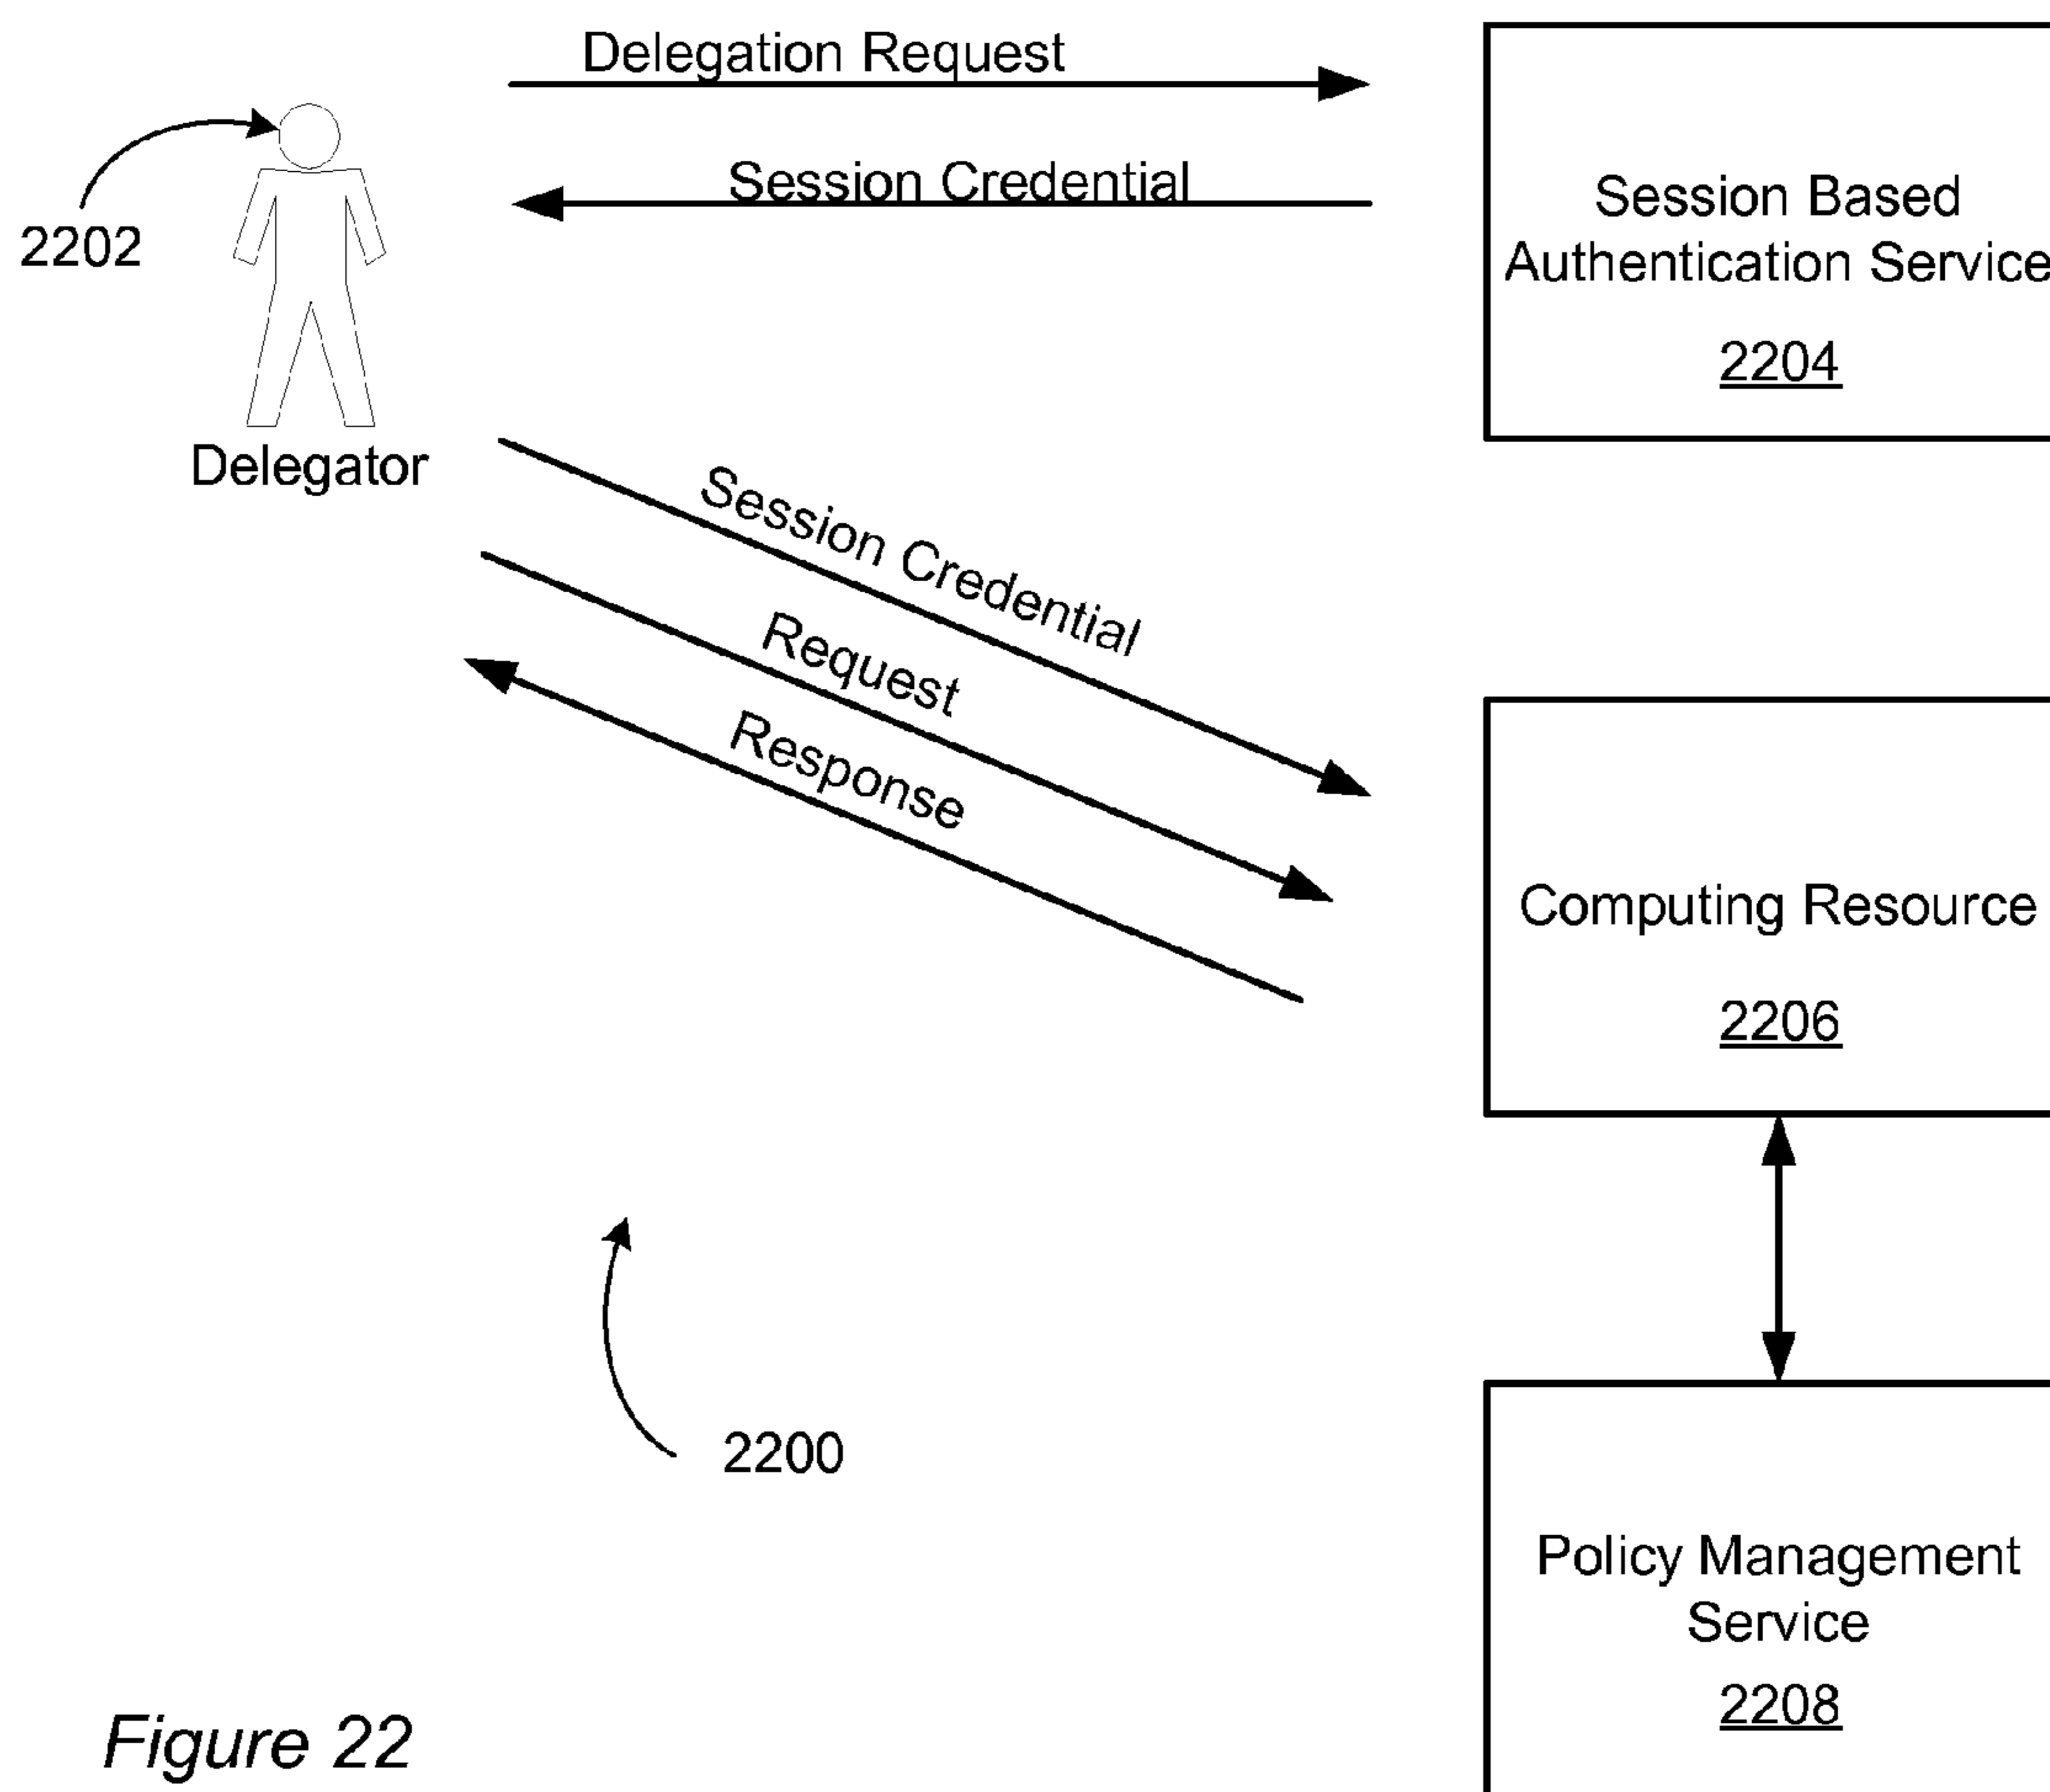 Delegation Request
Session Credential
2202
Delegator
Session Based
Authentication Service
2204
Session Credential
Request
Response
Computing Resource
2206
2200
Policy Management
Service
2208
Figure 22